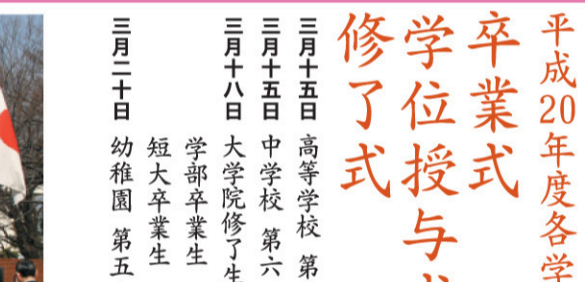 平成20年度各学
卒業式
学位授与式
修了式
三月十五日 高等学校 第
三月十五日 中学校 第六
三月十八日 大学院修了生
学部卒業生
短大卒業生
三月二十日 幼稚園 第五